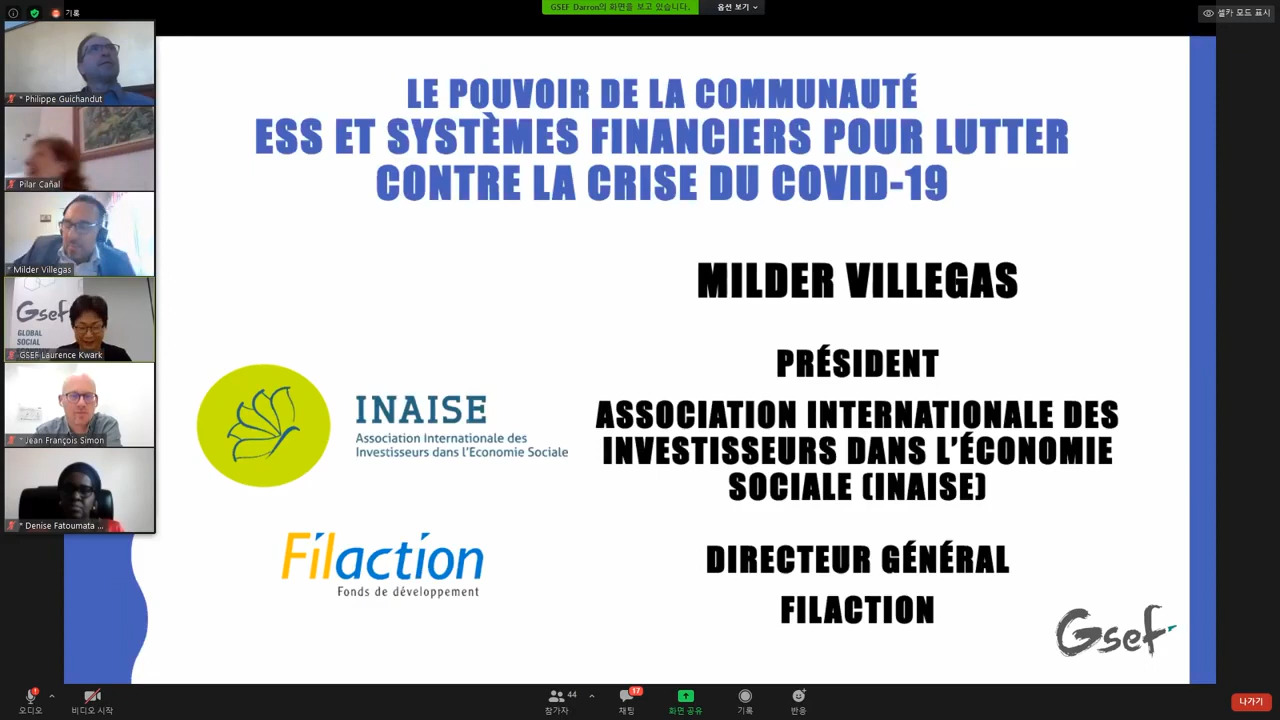 기록
GSEF Darron의 화면을 보고 있습니다.
옵션 보기
셀카 모드 표시
* Philippe Guichandut
Pilar Cañal
* Milder Villegas
Gsef
GLOBAL
SOCIAL
GSEF Laurence Kwark
* Jean François Simon
* Denise Fatoumata ...
LE POUVOIR DE LA COMMUNAUTÉ
ESS ET SYSTÈMES FINANCIERS POUR LUTTER
CONTRE LA CRISE DU COVID-19
MILDER VILLEGAS
PRÉSIDENT
ASSOCIATION INTERNATIONALE DES
INVESTISSEURS DANS L'ÉCONOMIE
SOCIALE (INAISE)
INAISE
Association Internationale des
Investisseurs dans l'Economie Sociale
DIRECTEUR GÉNÉRAL
FILACTION
Filaction
Fonds de développement
Gsef
오디오
비디오 시작
44
참가자
17
채팅
화면 공유
기록
반응
나가기